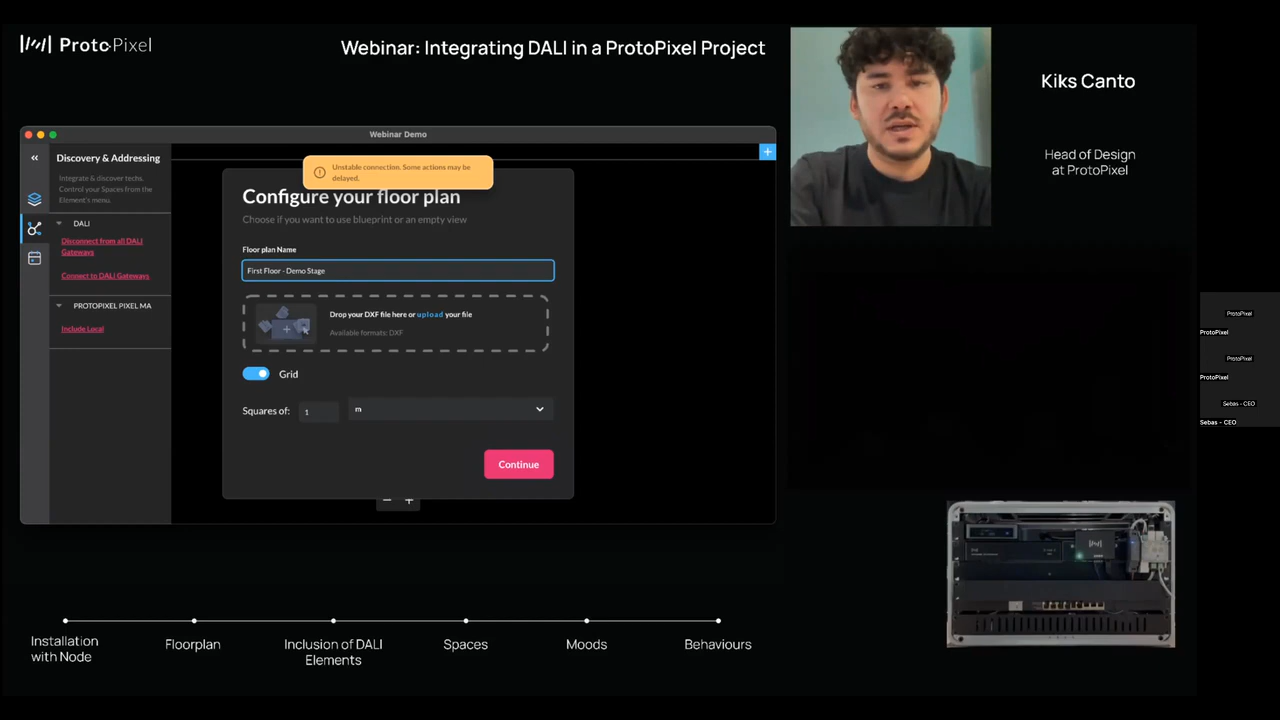 Proto·Pixel
Webinar: Integrating DALI in a ProtoPixel Project
Kiks Canto
Head of Design
at ProtoPixel
Webinar Demo
Discovery & Addressing
Integrate & discover techs.
Control your Spaces from the
Element's menu.
DALI
Disconnect from all DALI
Gateways
Connect to DALI Gateways
PROTOPIXEL PIXEL MA
Include Local
Unstable connection. Some actions may be
delayed.
Configure your floor plan
Choose if you want to use blueprint or an empty view
Floor plan Name
First Floor - Demo Stage
Drop your DXF file here or upload your file
Available formats: DXF
Grid
Squares of:
1
m
Continue
ProtoPixel
ProtoPixel
ProtoPixel
ProtoPixel
Sebas - CEO
Sebas - CEO
Installation
with Node
Floorplan
Inclusion of DALI
Elements
Spaces
Moods
Behaviours